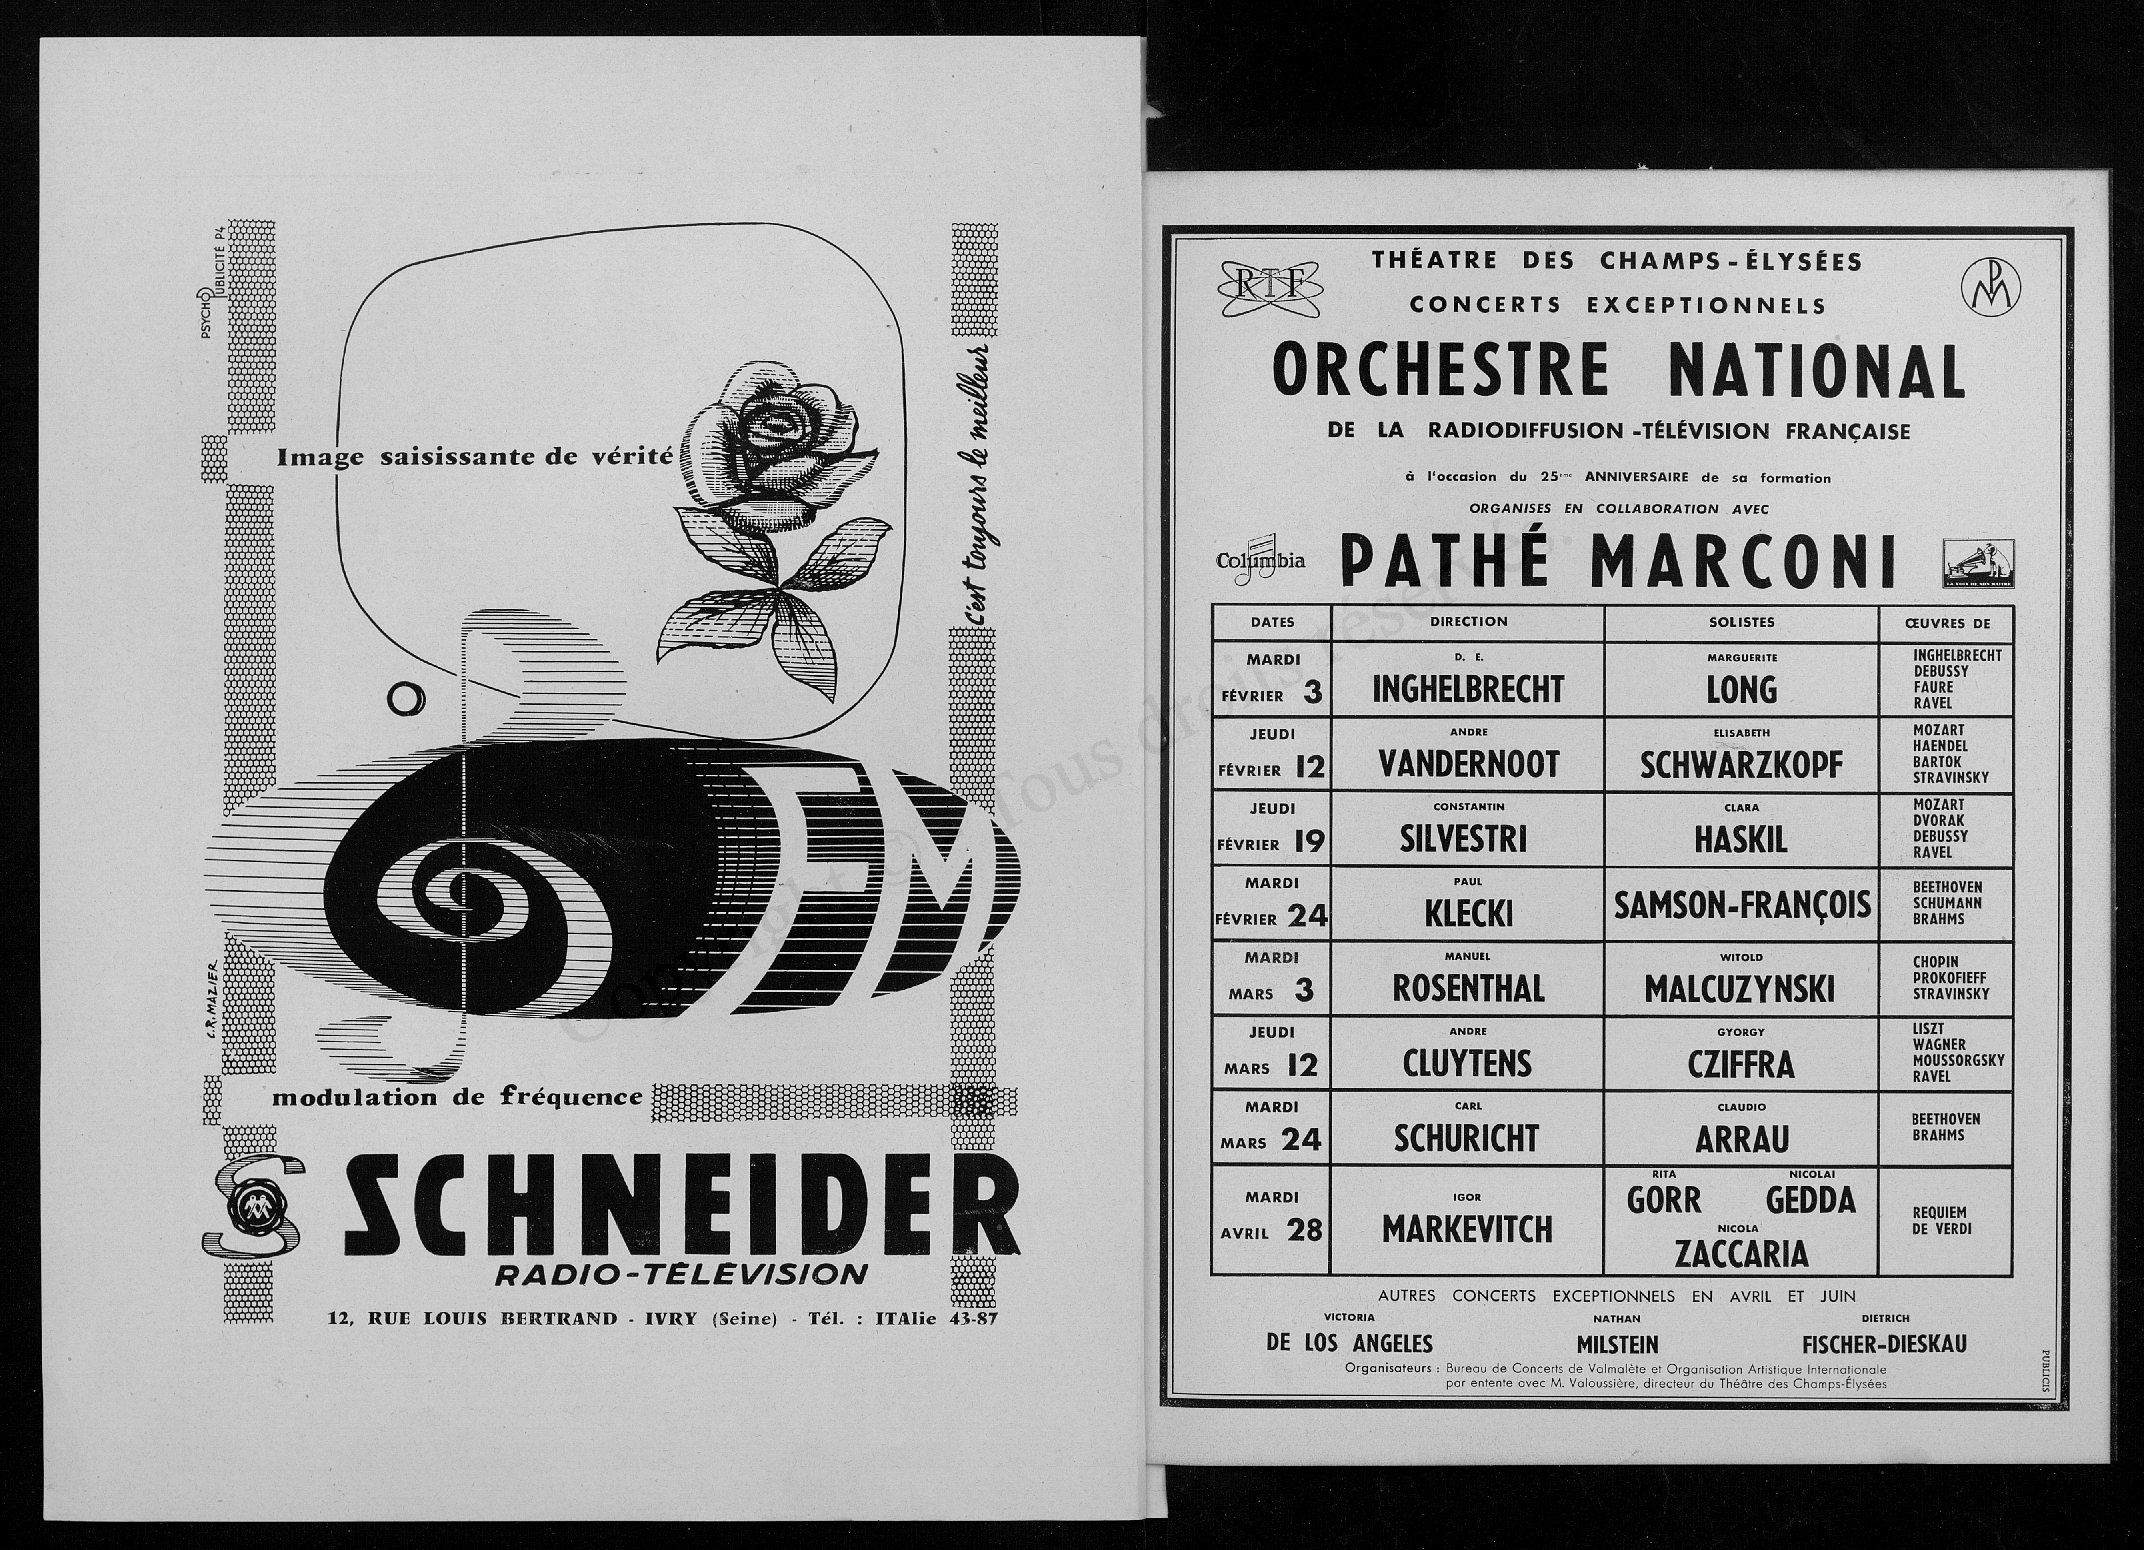 PSYCHO PUBLICITÉ P4
Image saisissante de vérité
C'est toujours le meilleur
FM
C.R. MAZIER
modulation de fréquence
SCHNEIDER
RADIO-TÉLÉVISION
12, RUE LOUIS BERTRAND - IVRY (Seine) - Tél. : ITAlie 43-87
Copyright © Tous droits réservés
RTF
THÉATRE DES CHAMPS-ÉLYSÉES
PM
CONCERTS EXCEPTIONNELS
ORCHESTRE NATIONAL
DE LA RADIODIFFUSION-TÉLÉVISION FRANÇAISE
à l'occasion du 25ème ANNIVERSAIRE de sa formation
ORGANISES EN COLLABORATION AVEC
Columbia
PATHÉ MARCONI
LA VOIX DE SON MAITRE
DATES DIRECTION SOLISTES ŒUVRES DE
MARDI
FÉVRIER 3
D. E.
INGHELBRECHT
MARGUERITE
LONG
INGHELBRECHT
DEBUSSY
FAURE
RAVEL
JEUDI
FÉVRIER 12
ANDRE
VANDERNOOT
ELISABETH
SCHWARZKOPF
MOZART
HAENDEL
BARTOK
STRAVINSKY
JEUDI
FÉVRIER 19
CONSTANTIN
SILVESTRI
CLARA
HASKIL
MOZART
DVORAK
DEBUSSY
RAVEL
MARDI
FÉVRIER 24
PAUL
KLECKI
SAMSON-FRANÇOIS
BEETHOVEN
SCHUMANN
BRAHMS
MARDI
MARS 3
MANUEL
ROSENTHAL
WITOLD
MALCUZYNSKI
CHOPIN
PROKOFIEFF
STRAVINSKY
JEUDI
MARS 12
ANDRE
CLUYTENS
GYORGY
CZIFFRA
LISZT
WAGNER
MOUSSORGSKY
RAVEL
MARDI
MARS 24
CARL
SCHURICHT
CLAUDIO
ARRAU
BEETHOVEN
BRAHMS
MARDI
AVRIL 28
IGOR
MARKEVITCH
RITA
GORR
NICOLAI
GEDDA
NICOLA
ZACCARIA
REQUIEM
DE VERDI
AUTRES CONCERTS EXCEPTIONNELS EN AVRIL ET JUIN
VICTORIA
DE LOS ANGELES
NATHAN
MILSTEIN
DIETRICH
FISCHER-DIESKAU
Organisateurs : Bureau de Concerts de Valmalète et Organisation Artistique Internationale
par entente avec M. Valoussière, directeur du Théâtre des Champs-Élysées
PUBLICIS